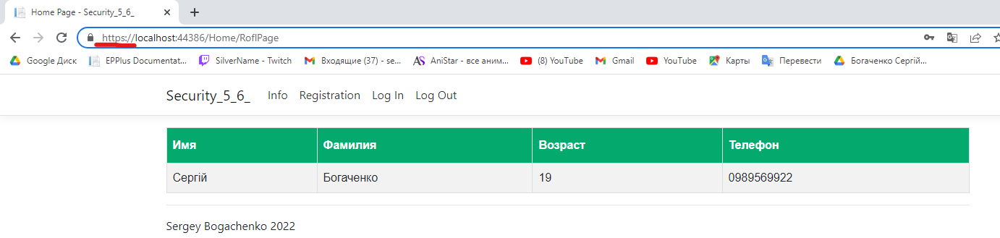 Home Page - Security_5_6_
https://localhost:44386/Home/RoflPage
Google Диск EPPlus Documentat... SilverName - Twitch Входящие (37) - se... AniStar - все аним... (8) YouTube Gmail YouTube Карты Перевести Богаченко Сергій...
Security_5_6_ Info Registration Log In Log Out
Имя Фамилия Возраст Телефон
Сергій Богаченко 19 0989569922
Sergey Bogachenko 2022